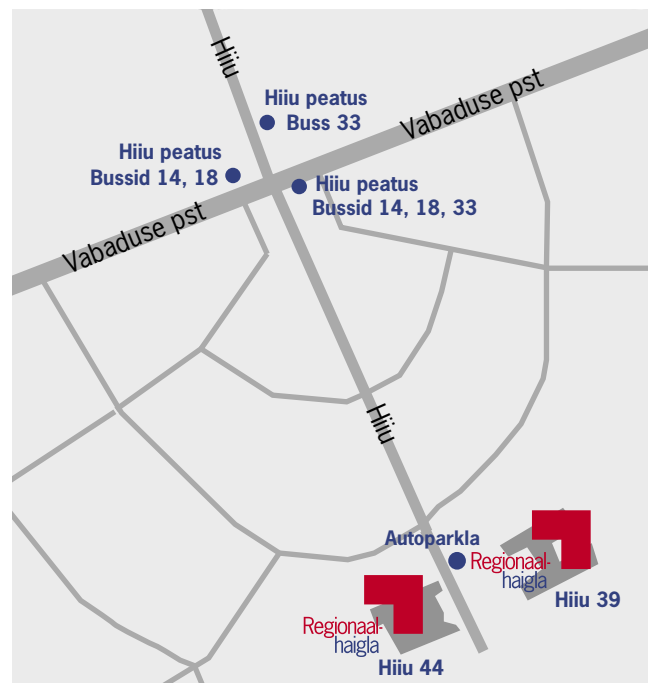 Hiiu
Hiiu peatus
Buss 33
Vabaduse pst
Hiiu peatus
Bussid 14, 18
Hiiu peatus
Bussid 14, 18, 33
Vabaduse pst
Hiiu
Autoparkla
Regionaal-
haigla
Hiiu 39
Regionaal-
haigla
Hiiu 44